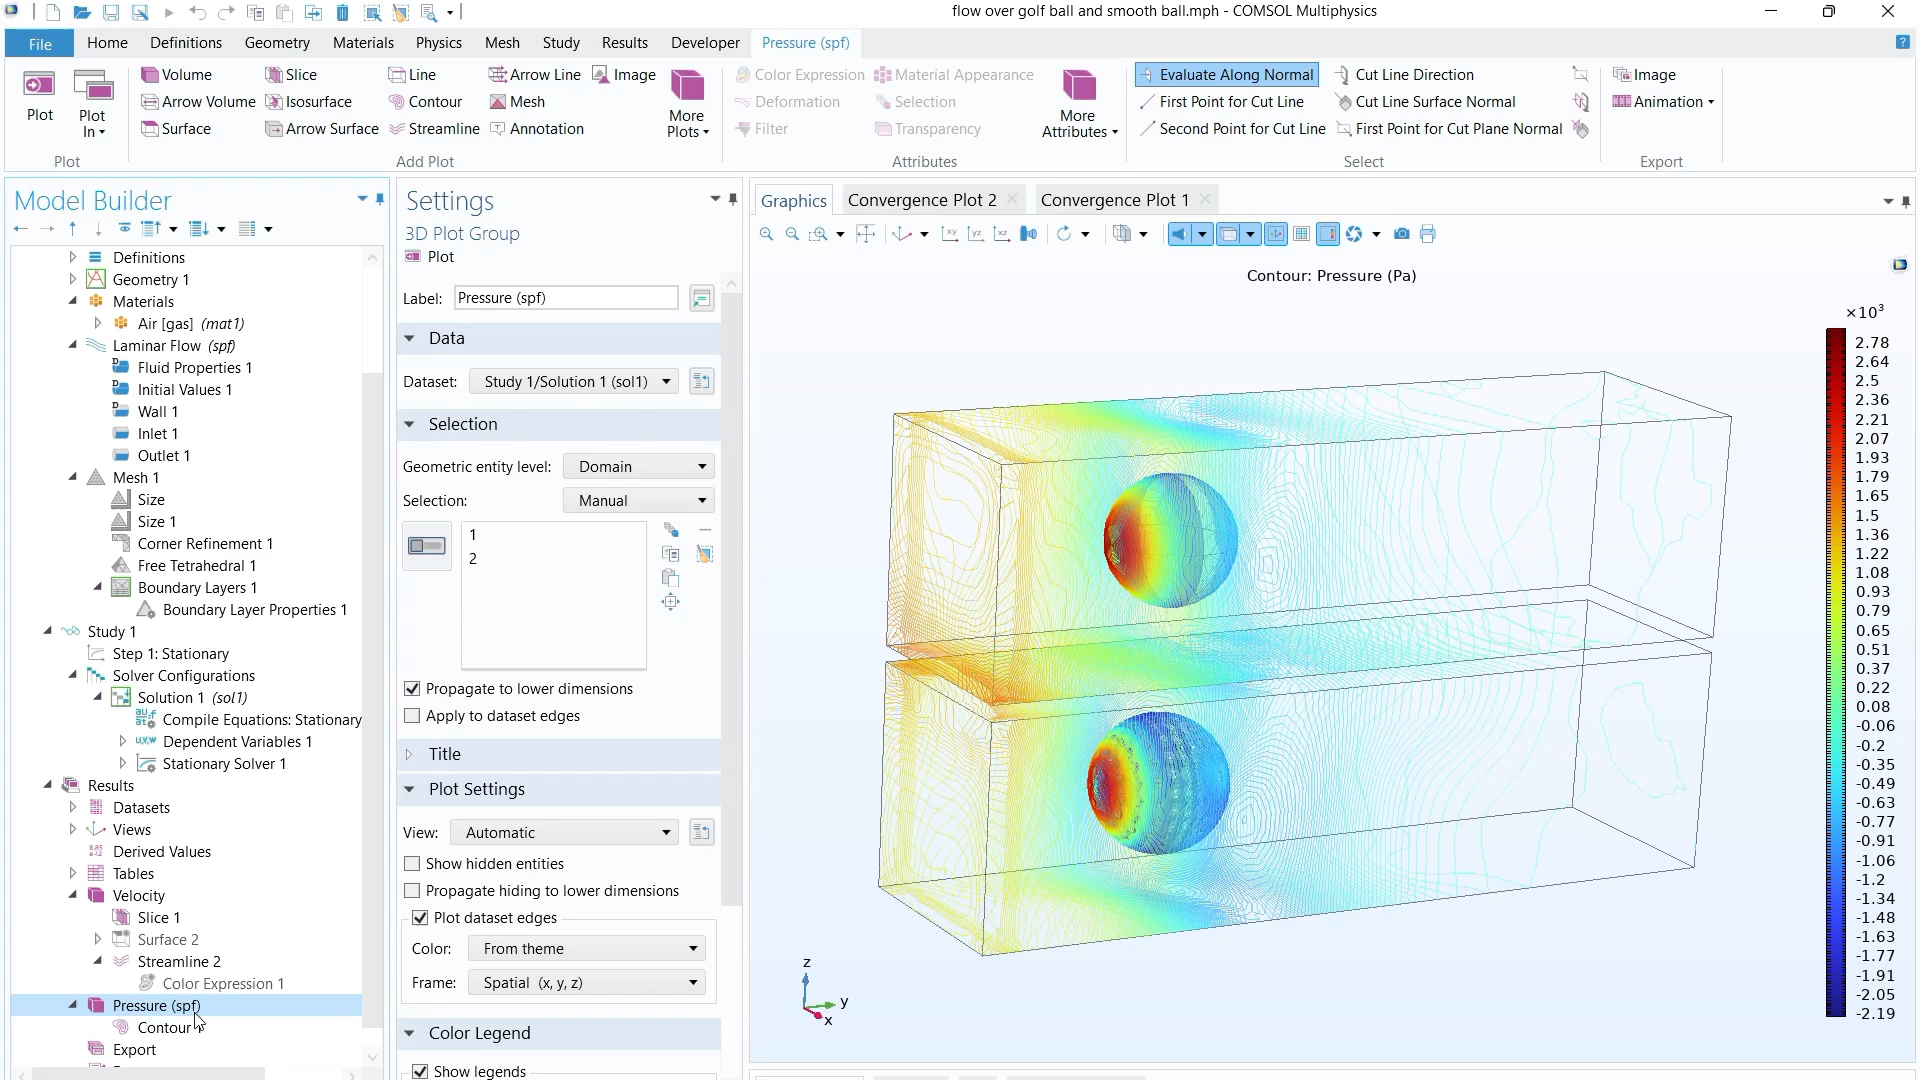 flow over golf ball and smooth ball.mph - COMSOL Multiphysics
File Home Definitions Geometry Materials Physics Mesh Study Results Developer Pressure (spf)
Plot
Plot In
Volume Slice Line Arrow Line Image
Arrow Volume Isosurface Contour Mesh
Surface Arrow Surface Streamline Annotation
More Plots
Color Expression Material Appearance
Deformation Selection
Filter Transparency
More Attributes
Evaluate Along Normal Cut Line Direction
First Point for Cut Line Cut Line Surface Normal
Second Point for Cut Line First Point for Cut Plane Normal
Image
Animation
Plot Add Plot Attributes Select Export
Model Builder
Definitions
Geometry 1
Materials
Air [gas] (mat1)
Laminar Flow (spf)
Fluid Properties 1
Initial Values 1
Wall 1
Inlet 1
Outlet 1
Mesh 1
Size
Size 1
Corner Refinement 1
Free Tetrahedral 1
Boundary Layers 1
Boundary Layer Properties 1
Study 1
Step 1: Stationary
Solver Configurations
Solution 1 (sol1)
Compile Equations: Stationary
Dependent Variables 1
Stationary Solver 1
Results
Datasets
Views
Derived Values
Tables
Velocity
Slice 1
Surface 2
Streamline 2
Color Expression 1
Pressure (spf)
Contour
Export
Settings
3D Plot Group
Plot
Label: Pressure (spf)
Data
Dataset: Study 1/Solution 1 (sol1)
Selection
Geometric entity level: Domain
Selection: Manual
1
2
Propagate to lower dimensions
Apply to dataset edges
Title
Plot Settings
View: Automatic
Show hidden entities
Propagate hiding to lower dimensions
Plot dataset edges
Color: From theme
Frame: Spatial (x, y, z)
Color Legend
Show legends
Graphics Convergence Plot 2 Convergence Plot 1
Contour: Pressure (Pa)
×10³
2.78
2.64
2.5
2.36
2.21
2.07
1.93
1.79
1.65
1.5
1.36
1.22
1.08
0.93
0.79
0.65
0.51
0.37
0.22
0.08
-0.06
-0.2
-0.35
-0.49
-0.63
-0.77
-0.91
-1.06
-1.2
-1.34
-1.48
-1.63
-1.77
-1.91
-2.05
-2.19
z
y
x